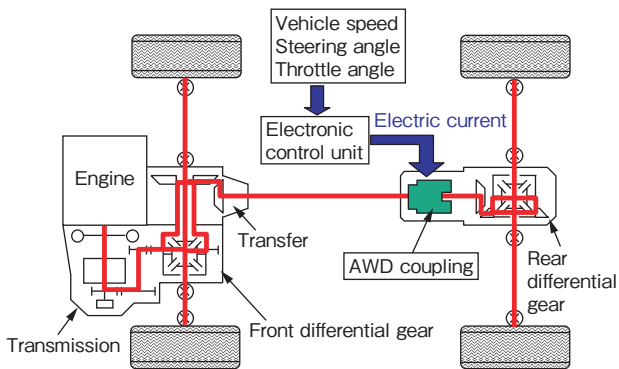 Vehicle speed
Steering angle
Throttle angle
Electric current
Electronic
control unit
Engine
Transfer
AWD coupling
Rear
differential
gear
Front differential gear
Transmission